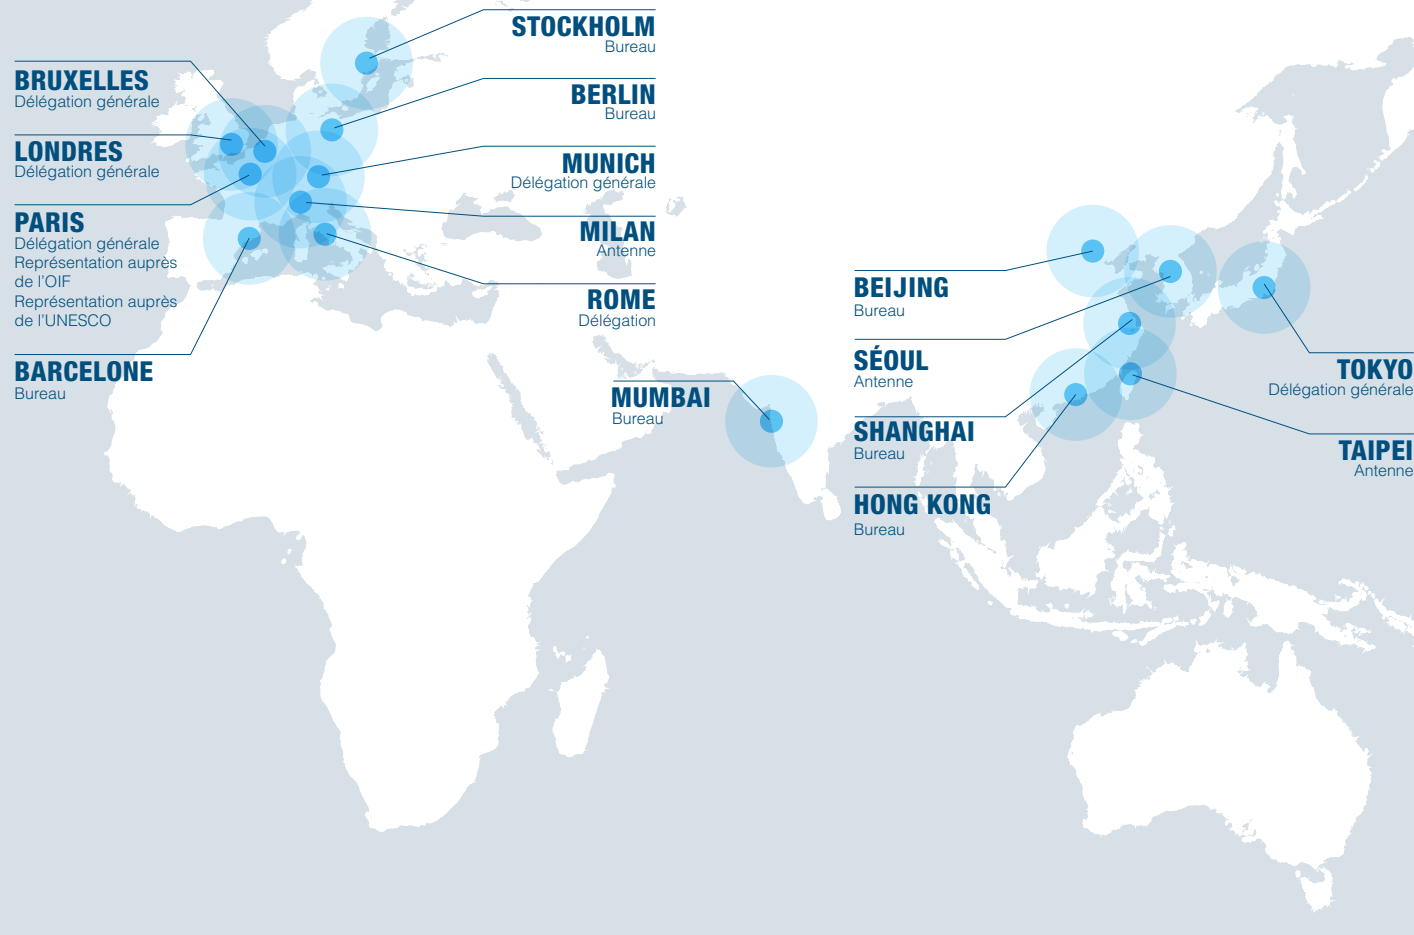 STOCKHOLM
Bureau
BRUXELLES
Délégation générale
BERLIN
Bureau
LONDRES
Délégation générale
MUNICH
Délégation générale
PARIS
Délégation générale
Représentation auprès
de l'OIF
Représentation auprès
de l'UNESCO
MILAN
Antenne
ROME
Délégation
BARCELONE
Bureau
MUMBAI
Bureau
BEIJING
Bureau
SÉOUL
Antenne
SHANGHAI
Bureau
HONG KONG
Bureau
TOKYO
Délégation générale
TAIPEI
Antenne